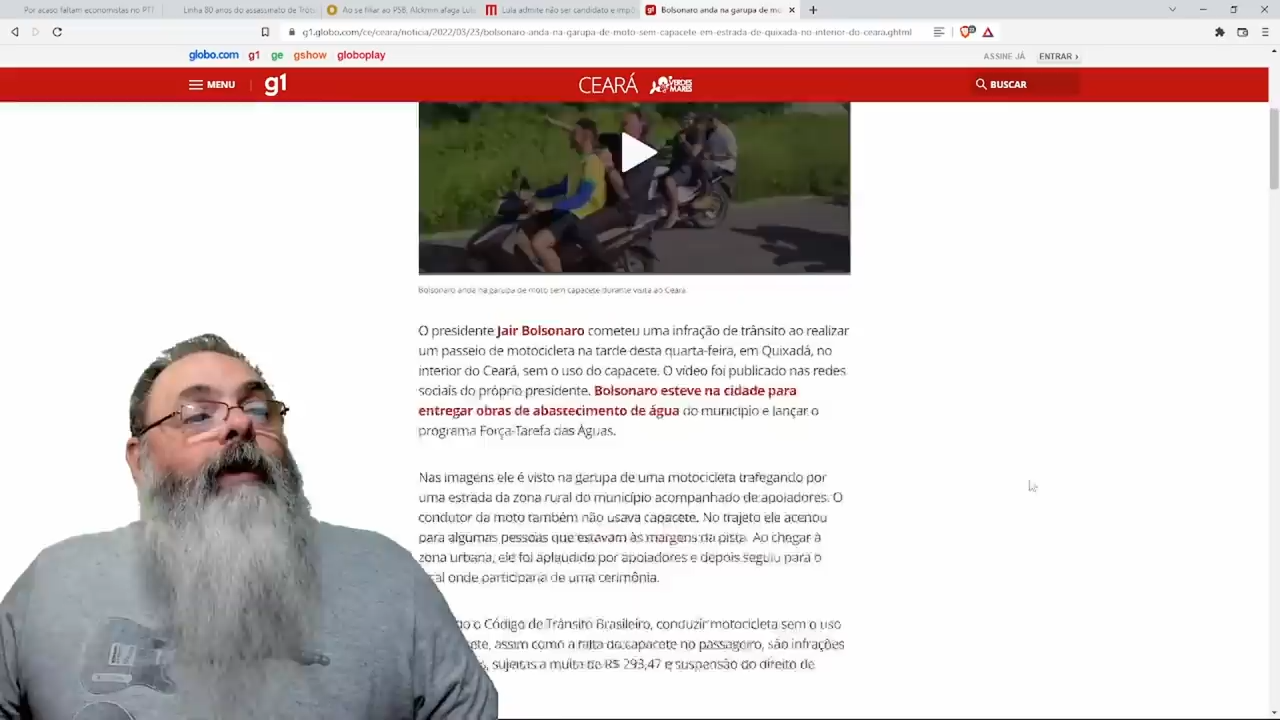 Por acaso faltam economistas no PT?
Linha 80 anos do assassinato de Trots
Ao se filiar ao PSB, Alckmin afaga Lula
Lula admite não ser candidato e impõ
Bolsonaro anda na garupa de mo
g1.globo.com/ce/ceara/noticia/2022/03/23/bolsonaro-anda-na-garupa-de-moto-sem-capacete-em-estrada-de-quixada-no-interior-do-ceara.ghtml
globo.com g1 ge gshow globoplay
ASSINE JÁ ENTRAR ›
MENU g1 CEARÁ VERDES MARES BUSCAR
Bolsonaro anda na garupa de moto sem capacete durante visita ao Ceará.
O presidente Jair Bolsonaro cometeu uma infração de trânsito ao realizar
um passeio de motocicleta na tarde desta quarta-feira, em Quixadá, no
interior do Ceará, sem o uso do capacete. O vídeo foi publicado nas redes
sociais do próprio presidente. Bolsonaro esteve na cidade para
entregar obras de abastecimento de água do município e lançar o
programa Força-Tarefa das Águas.
Nas imagens ele é visto na garupa de uma motocicleta trafegando por
uma estrada da zona rural do município acompanhado de apoiadores. O
condutor da moto também não usava capacete. No trajeto ele acenou
para algumas pessoas que estavam às margens da pista. Ao chegar à
zona urbana, ele foi aplaudido por apoiadores e depois seguiu para o
al onde participaria de uma cerimônia.
go o Código de Trânsito Brasileiro, conduzir motocicleta sem o uso
te, assim como a falta da capacete no passageiro, são infrações
, sujeitas a multa de R$ 293,47 e suspensão do direito de